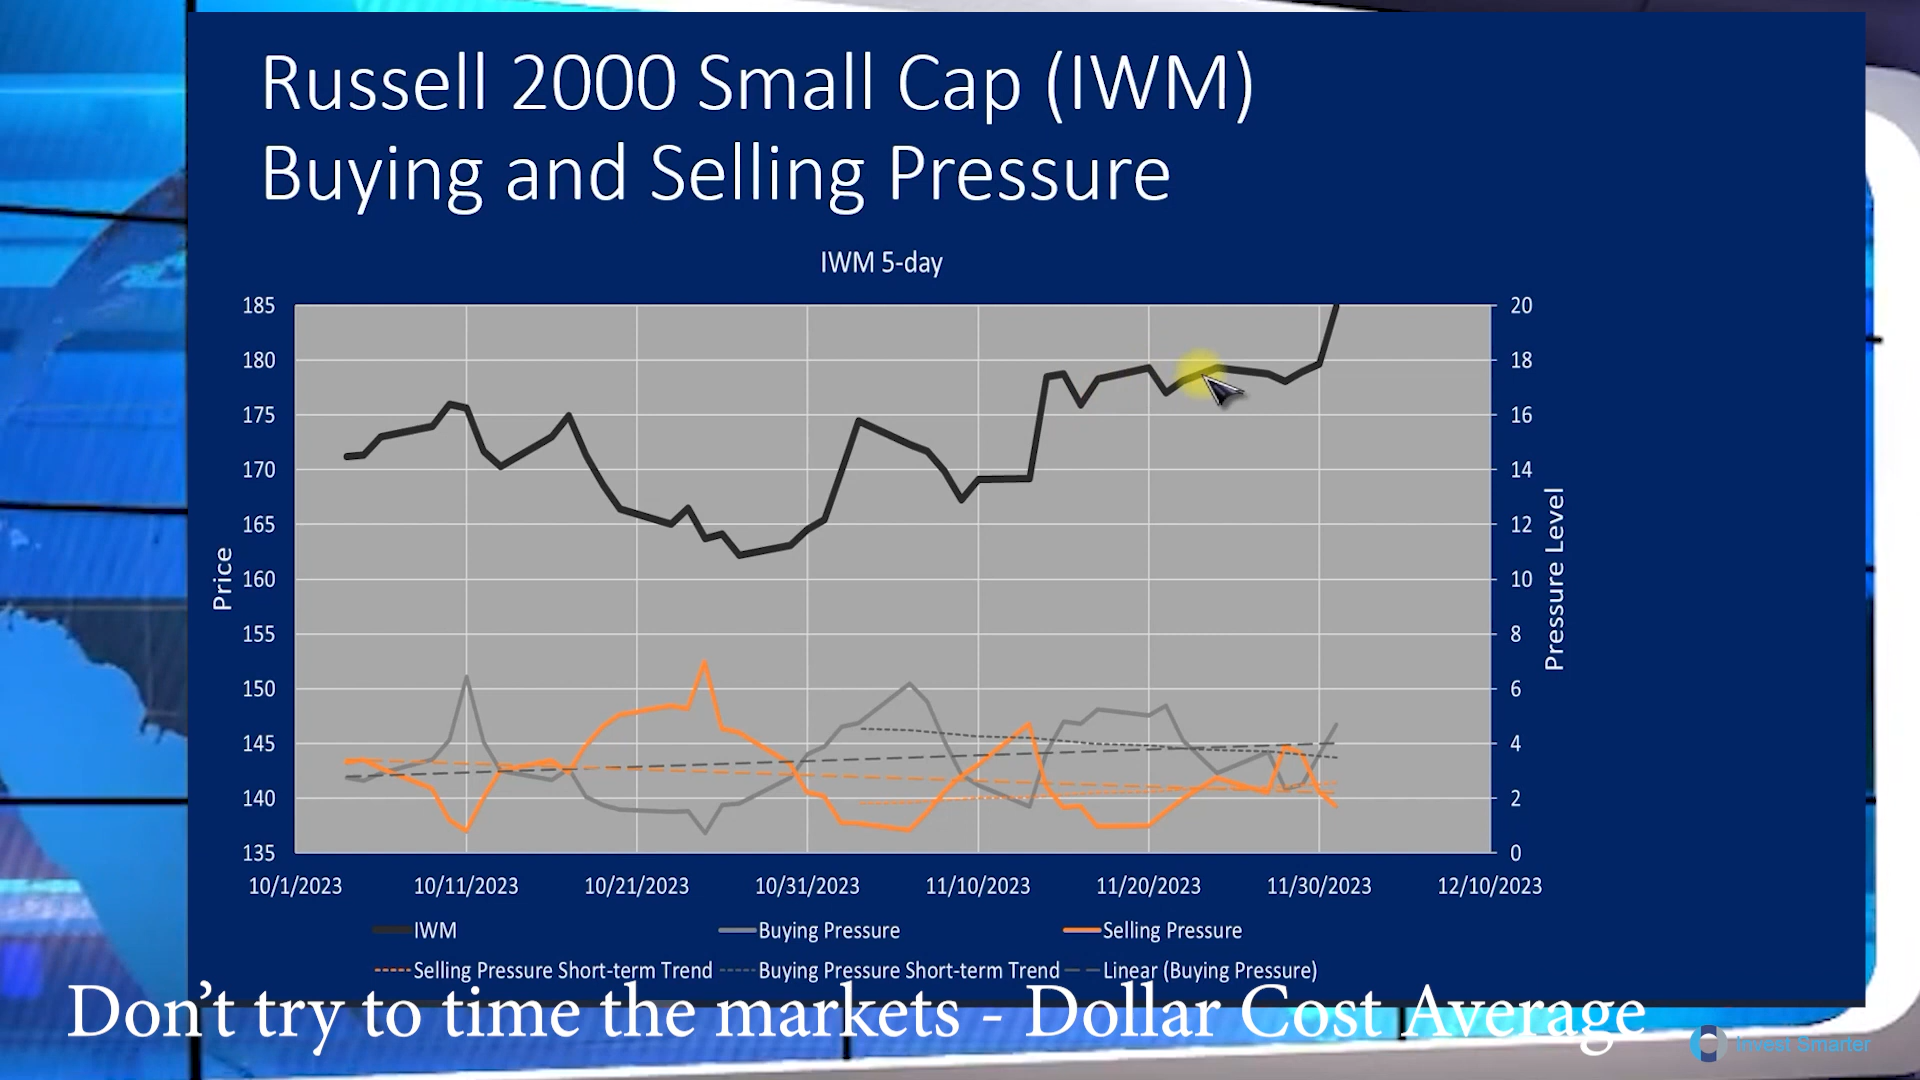 Russell 2000 Small Cap (IWM)
Buying and Selling Pressure
IWM 5-day
185
180
175
170
165
160
155
150
145
140
135
Price
20
18
16
14
12
10
8
6
4
2
0
Pressure Level
10/1/2023 10/11/2023 10/21/2023 10/31/2023 11/10/2023 11/20/2023 11/30/2023 12/10/2023
IWM Buying Pressure Selling Pressure
Selling Pressure Short-term Trend Buying Pressure Short-term Trend Linear (Buying Pressure)
Don't try to time the markets - Dollar Cost Average
Invest Smarter